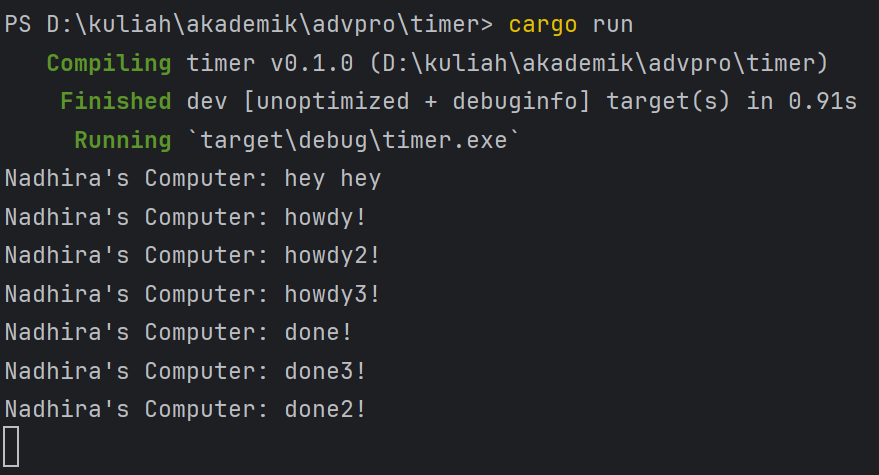 PS D:\kuliah\akademik\advpro\timer> cargo run
Compiling timer v0.1.0 (D:\kuliah\akademik\advpro\timer)
Finished dev [unoptimized + debuginfo] target(s) in 0.91s
Running `target\debug\timer.exe`
Nadhira's Computer: hey hey
Nadhira's Computer: howdy!
Nadhira's Computer: howdy2!
Nadhira's Computer: howdy3!
Nadhira's Computer: done!
Nadhira's Computer: done3!
Nadhira's Computer: done2!